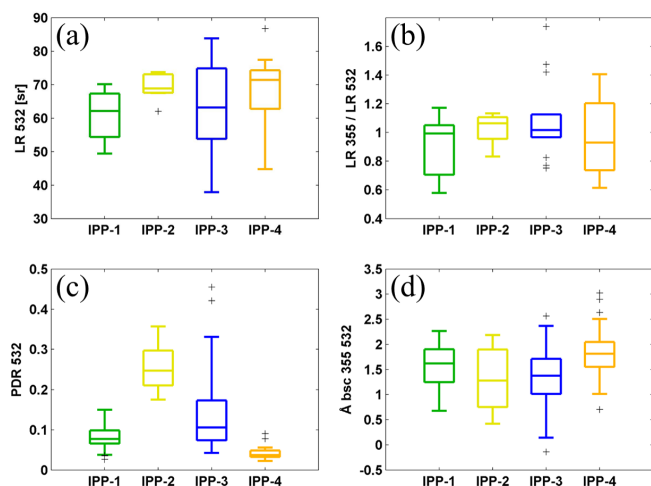 (a)
LR 532 [sr]
90
80
70
60
50
40
30
IPP-1 IPP-2 IPP-3 IPP-4
(b)
LR 355 / LR 532
1.6
1.4
1.2
1
0.8
0.6
0.4
IPP-1 IPP-2 IPP-3 IPP-4
(c)
PDR 532
0.5
0.4
0.3
0.2
0.1
0
IPP-1 IPP-2 IPP-3 IPP-4
(d)
Å bsc 355 532
3.5
3
2.5
2
1.5
1
0.5
0
-0.5
IPP-1 IPP-2 IPP-3 IPP-4